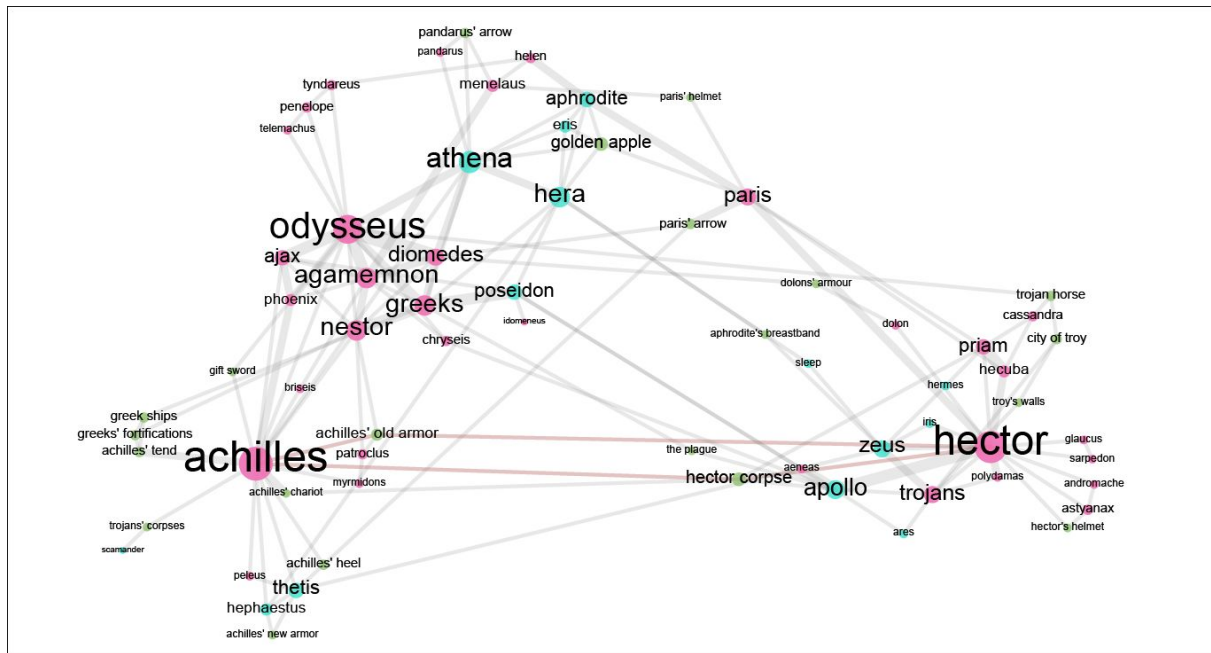 pandarus' arrow
pandarus
helen
tyndareus
menelaus
aphrodite
paris' helmet
penelope
telemachus
eris
golden apple
athena
hera
paris
odysseus
paris' arrow
ajax
diomedes
agamemnon
phoenix
greeks
poseidon
dolons' armour
trojan horse
cassandra
nestor
idomeneus
chryseis
aphrodite's breastband
dolon
city of troy
priam
gift sword
sleep
hecuba
briseis
hermes
troy's walls
greek ships
greeks' fortifications
achilles' tend
achilles' old armor
iris
hector
zeus
glaucus
achilles
patroclus
the plague
aeneas
sarpedon
myrmidons
hector corpse
polydamas
andromache
achilles' chariot
apollo
trojans
astyanax
trojans' corpses
hector's helmet
scamander
ares
achilles' heel
peleus
thetis
hephaestus
achilles' new armor